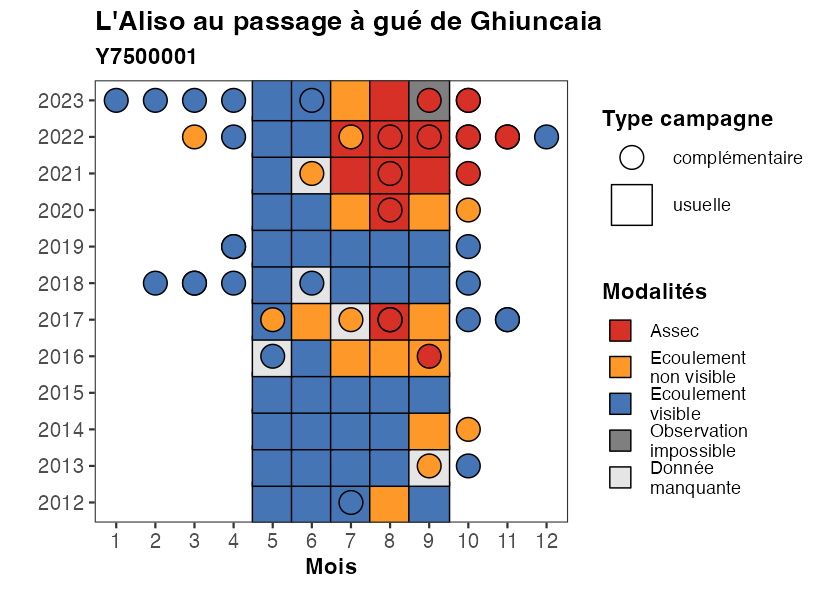 L'Aliso au passage à gué de Ghiuncaia
Y7500001
2023
2022
2021
2020
2019
2018
2017
2016
2015
2014
2013
2012
1 2 3 4 5 6 7 8 9 10 11 12
Mois
Type campagne
complémentaire
usuelle
Modalités
Assec
Ecoulement
non visible
Ecoulement
visible
Observation
impossible
Donnée
manquante